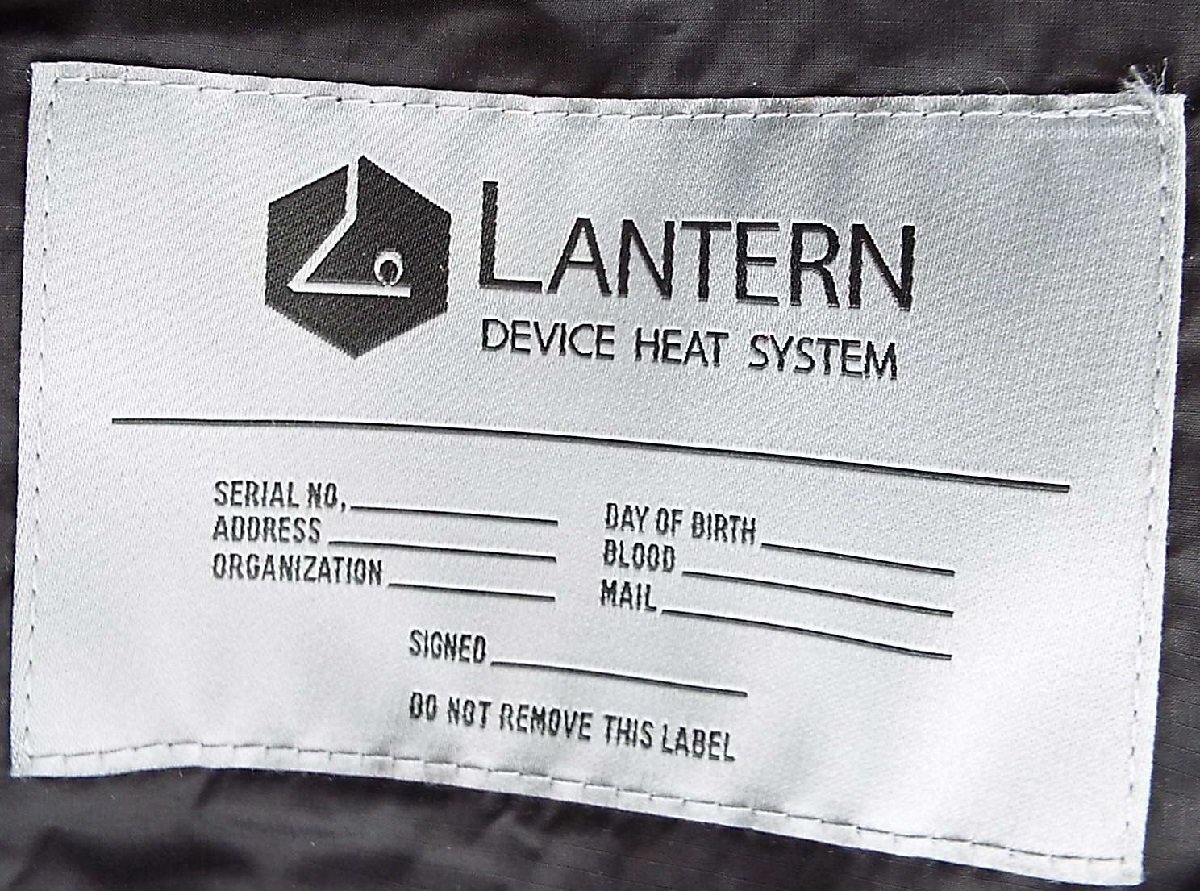 LANTERN
DEVICE HEAT SYSTEM
SERIAL NO,
ADDRESS
ORGANIZATION
DAY OF BIRTH
BLOOD
MAIL
SIGNED
DO NOT REMOVE THIS LABEL